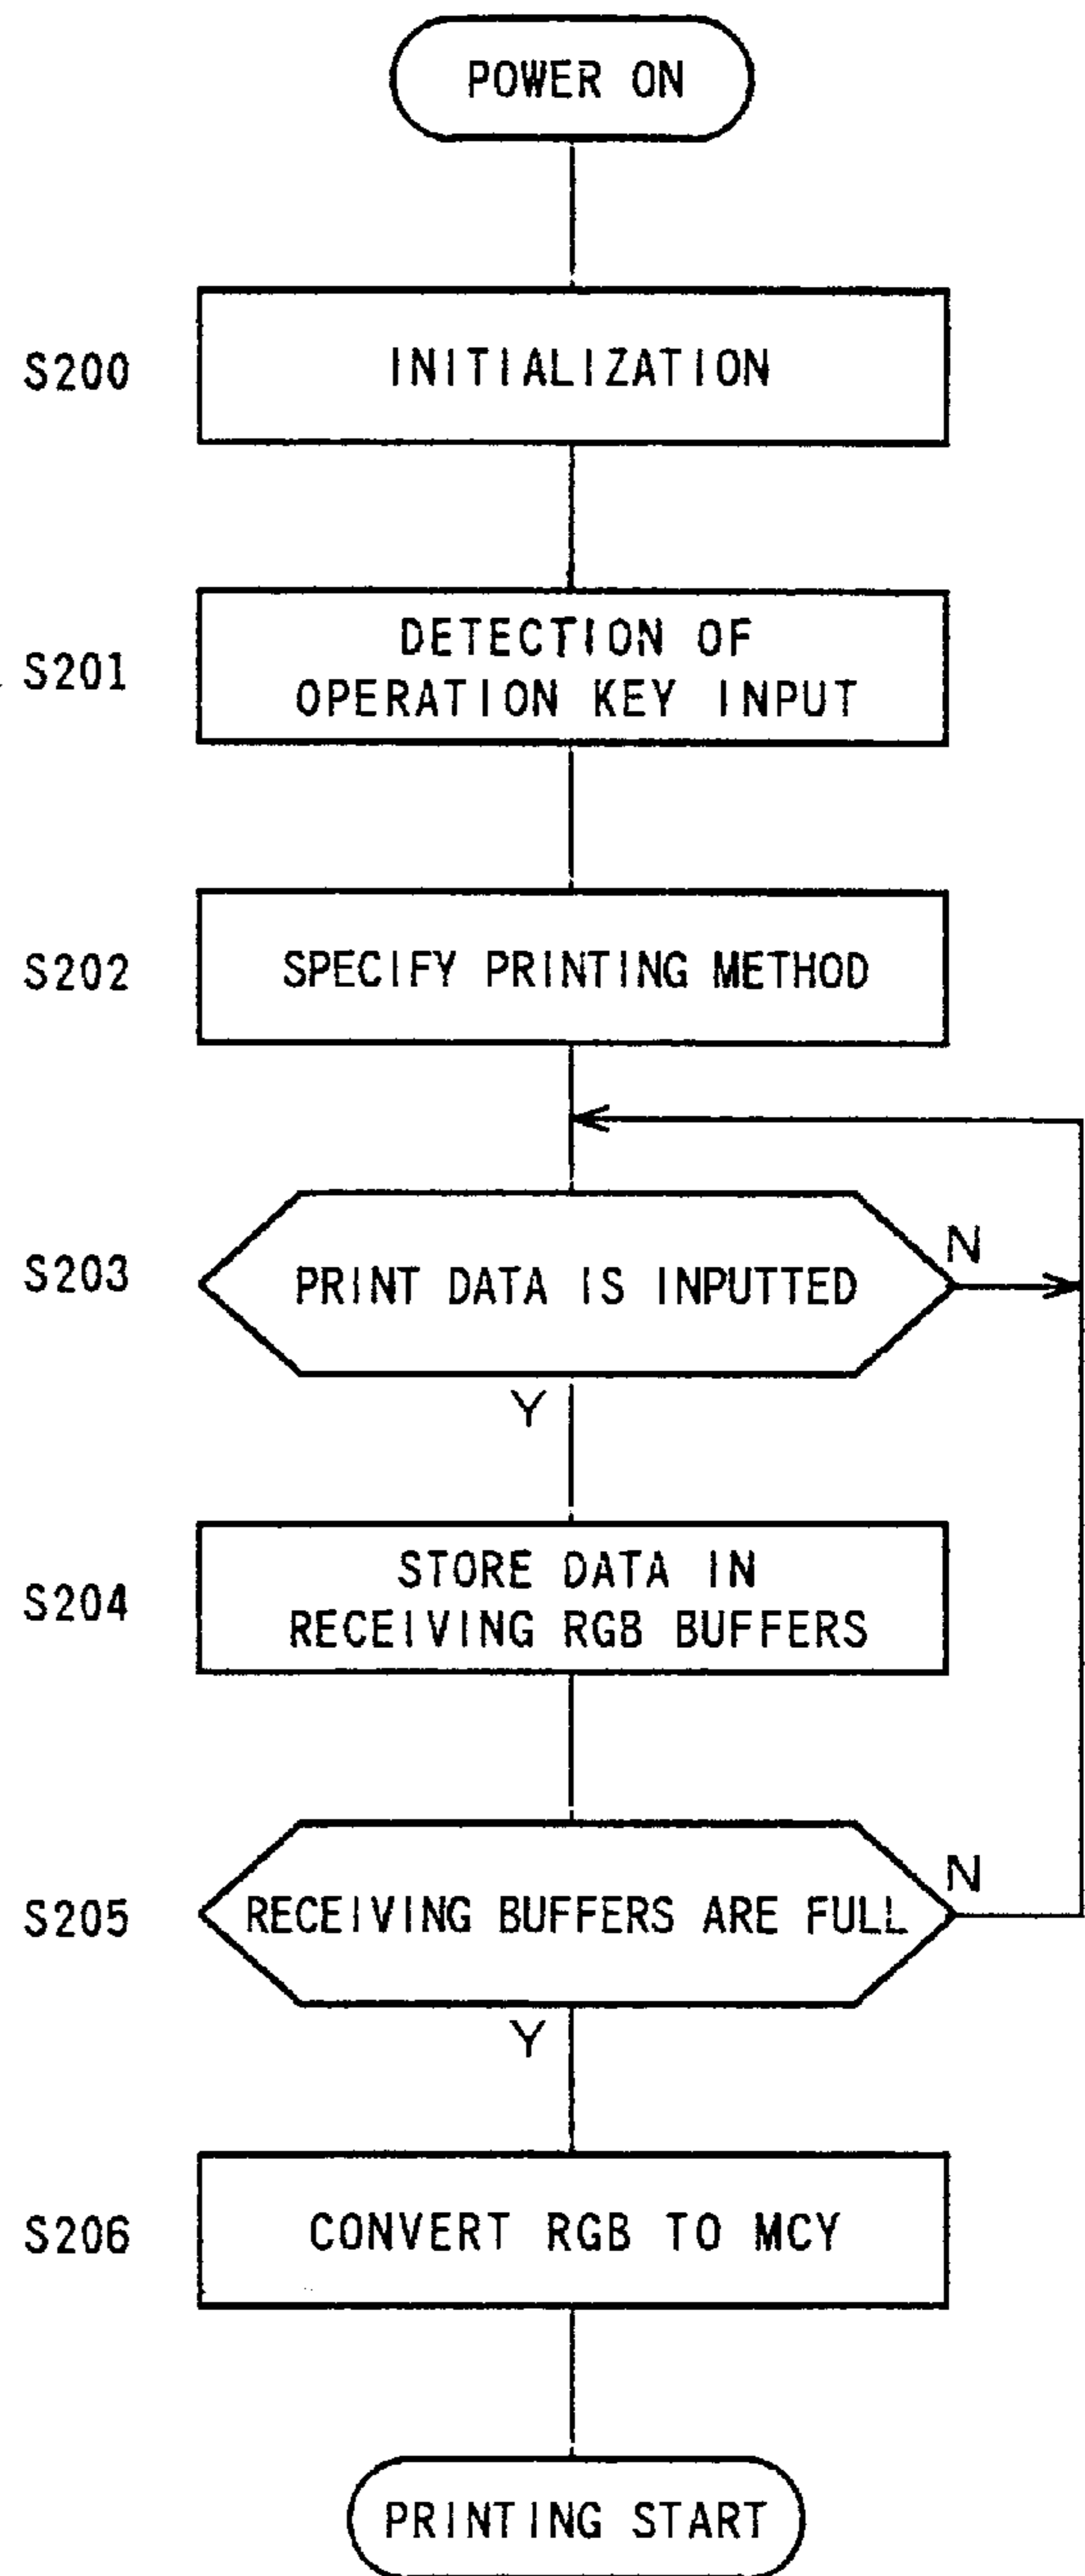 POWER ON
S200
INITIALIZATION
S201
DETECTION OF
OPERATION KEY INPUT
S202
SPECIFY PRINTING METHOD
S203
PRINT DATA IS INPUTTED
N
Y
S204
STORE DATA IN
RECEIVING RGB BUFFERS
S205
RECEIVING BUFFERS ARE FULL
N
Y
S206
CONVERT RGB TO MCY
PRINTING START